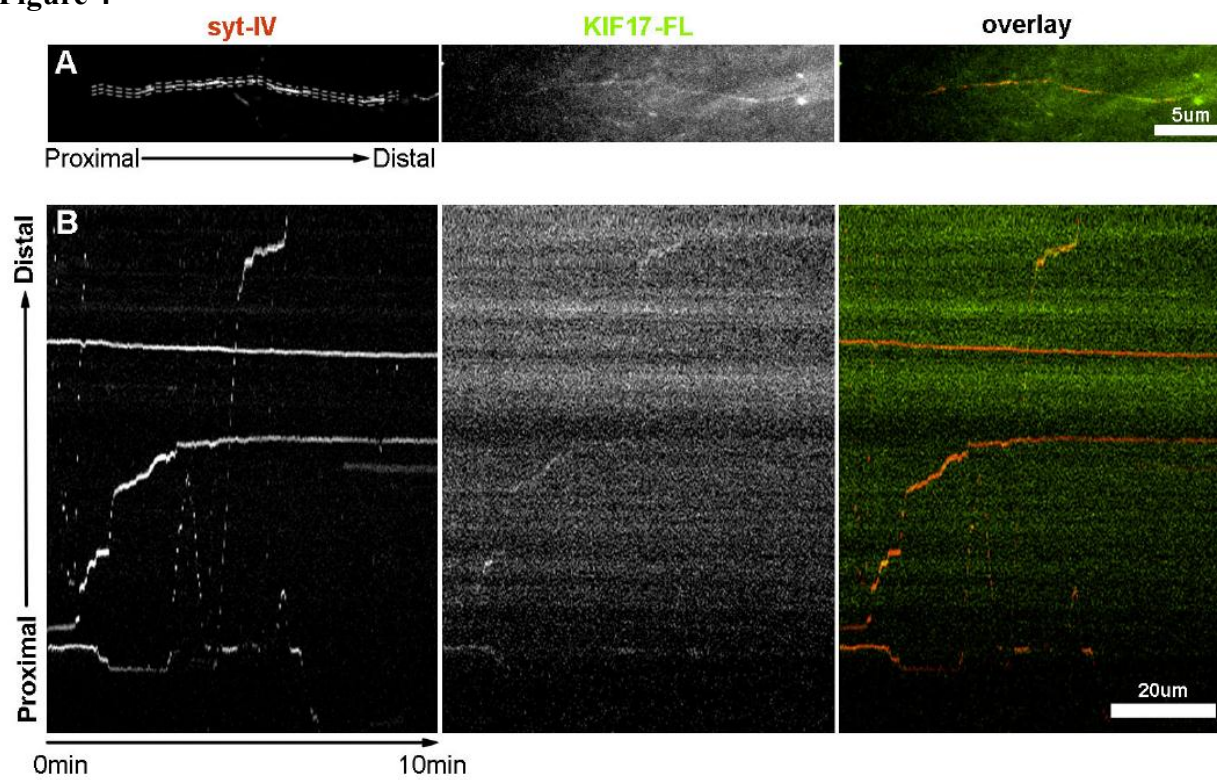 syt-IV KIF17-FL overlay
A
5um
Proximal Distal
B
Distal
Proximal
20um
0min 10min